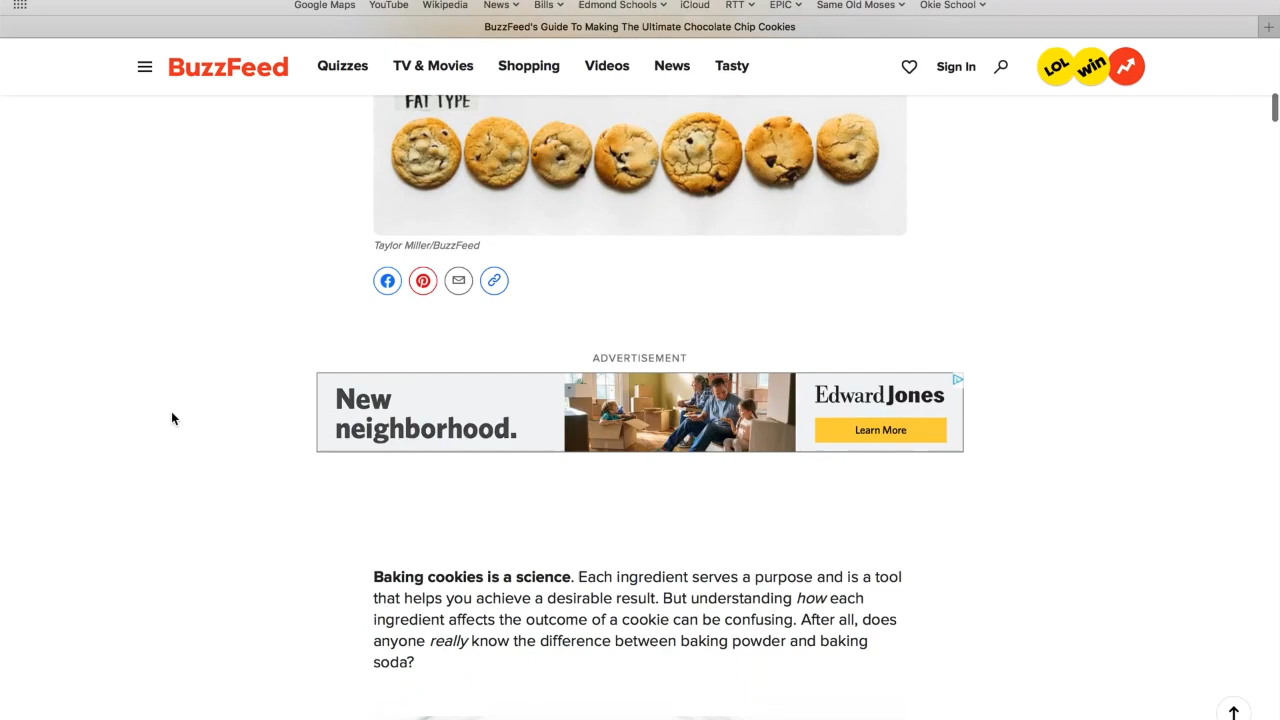 Google Maps YouTube Wikipedia News Bills Edmond Schools iCloud RTT EPIC Same Old Moses Okie School
BuzzFeed's Guide To Making The Ultimate Chocolate Chip Cookies
BuzzFeed Quizzes TV & Movies Shopping Videos News Tasty Sign In LOL win
FAT TYPE
Taylor Miller/BuzzFeed
ADVERTISEMENT
New
neighborhood.
Edward Jones
Learn More
Baking cookies is a science. Each ingredient serves a purpose and is a tool
that helps you achieve a desirable result. But understanding how each
ingredient affects the outcome of a cookie can be confusing. After all, does
anyone really know the difference between baking powder and baking
soda?